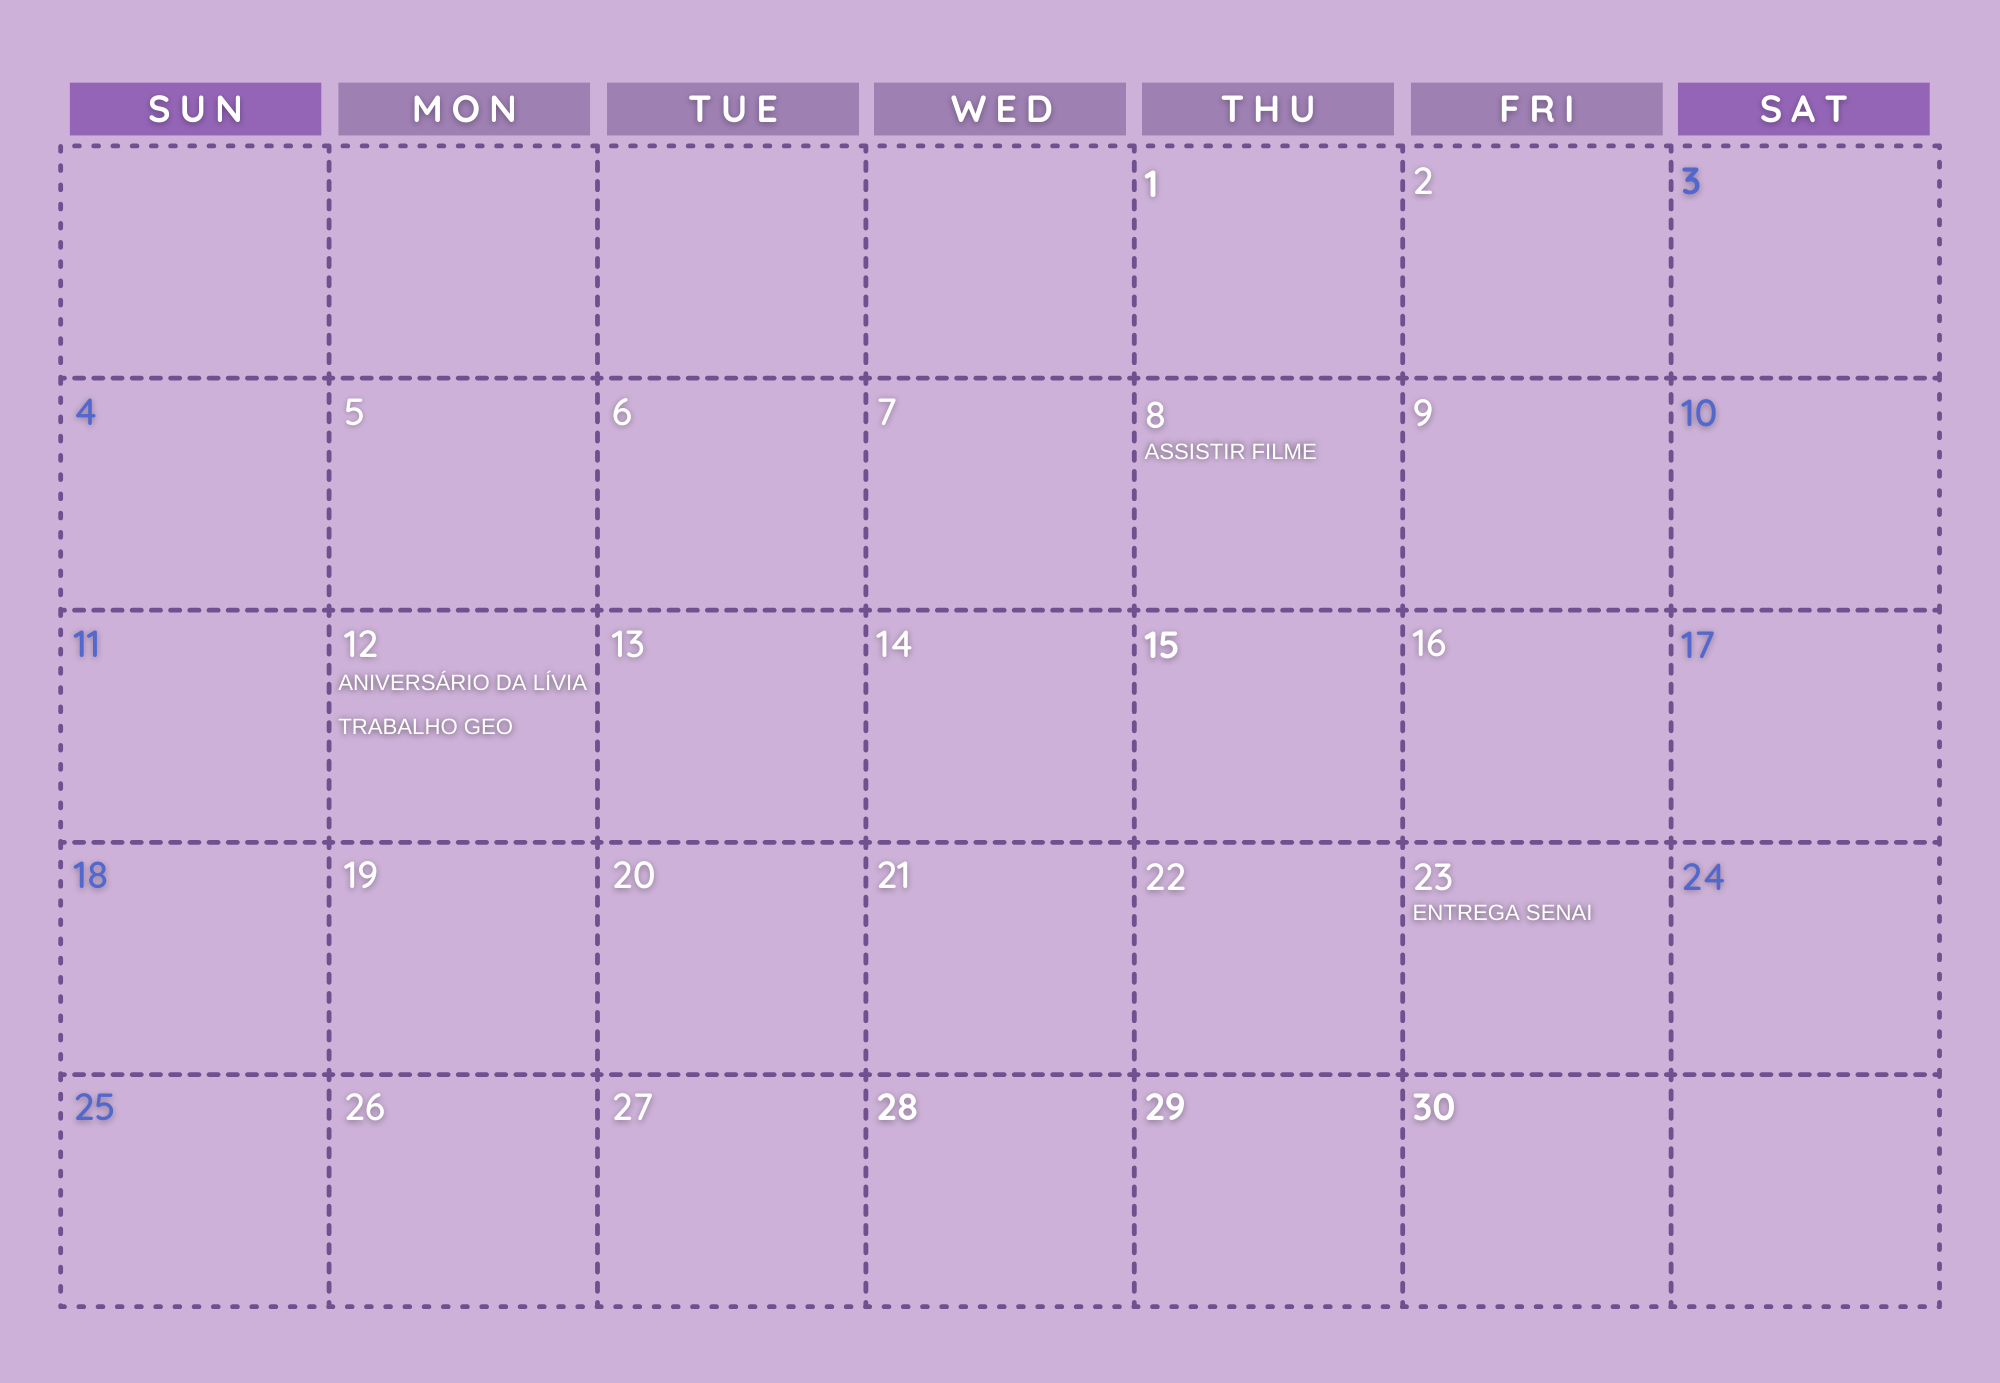 SUN MON TUE WED THU FRI SAT
1 2 3
4 5 6 7 8 9 10
ASSISTIR FILME
11 12 13 14 15 16 17
ANIVERSÁRIO DA LÍVIA
TRABALHO GEO
18 19 20 21 22 23 24
ENTREGA SENAI
25 26 27 28 29 30